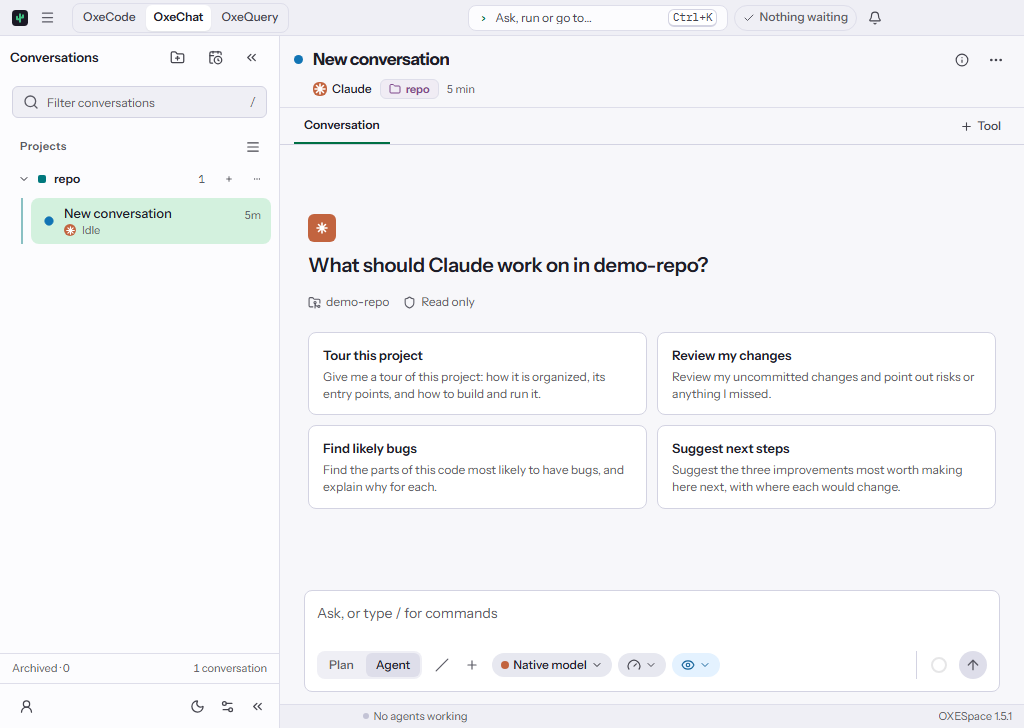 OxeCode OxeChat OxeQuery
› Ask, run or go to... Ctrl+K
Nothing waiting
Conversations
Filter conversations /
Projects
repo 1 + ...
New conversation 5m
Idle
Archived · 0 1 conversation
New conversation
Claude repo 5 min
Conversation
+ Tool
What should Claude work on in demo-repo?
demo-repo Read only
Tour this project
Give me a tour of this project: how it is organized, its
entry points, and how to build and run it.
Review my changes
Review my uncommitted changes and point out risks or
anything I missed.
Find likely bugs
Find the parts of this code most likely to have bugs, and
explain why for each.
Suggest next steps
Suggest the three improvements most worth making
here next, with where each would change.
Ask, or type / for commands
Plan Agent Native model
No agents working
OXESpace 1.5.1